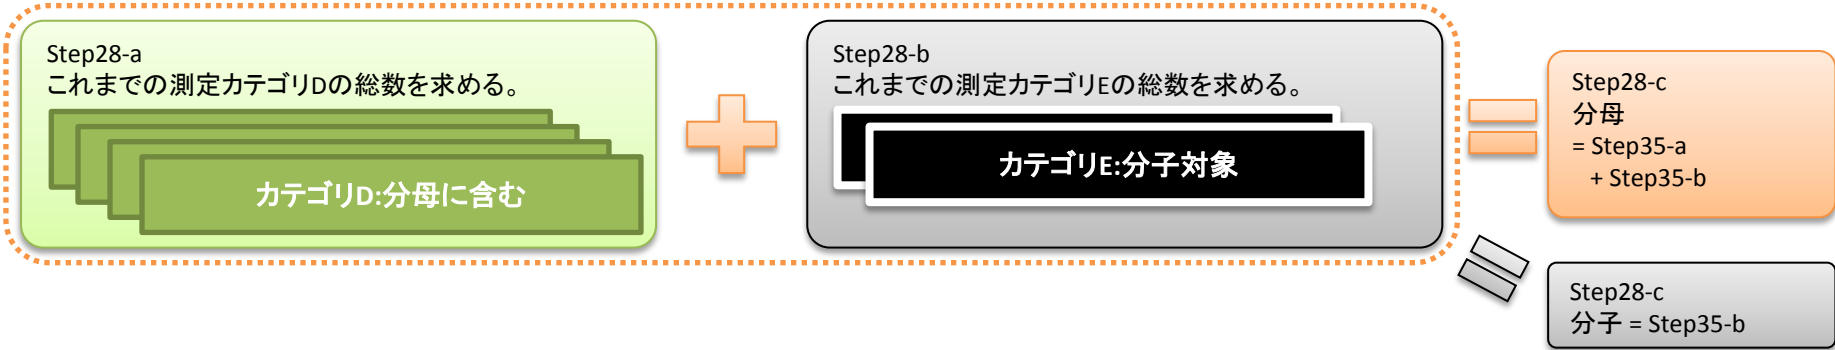 Step28-a
これまでの測定カテゴリDの総数を求める。
カテゴリD:分母に含む
Step28-b
これまでの測定カテゴリEの総数を求める。
カテゴリE:分子対象
Step28-c
分母
= Step35-a
+ Step35-b
Step28-c
分子 = Step35-b